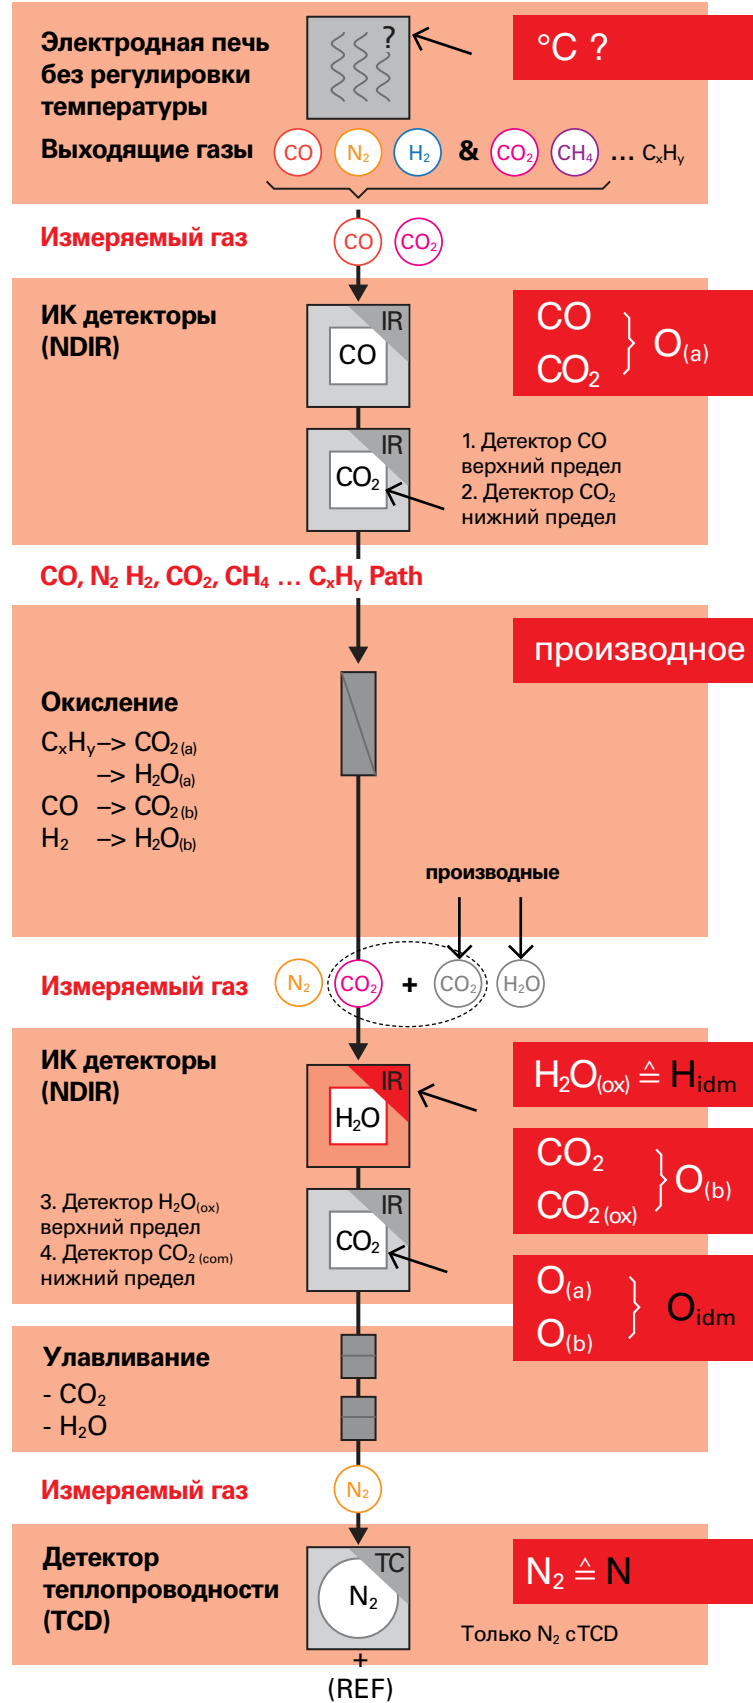 Электродная печь
без регулировки
температуры
?
°C ?
Выходящие газы
CO N₂ H₂ & CO₂ CH₄ ... CₓHᵧ
Измеряемый газ
CO CO₂
ИК детекторы
(NDIR)
IR
CO
CO
CO₂
O(a)
IR
CO₂
1. Детектор CO
верхний предел
2. Детектор CO₂
нижний предел
CO, N₂ H₂, CO₂, CH₄ ... CₓHᵧ Path
производное
Окисление
CₓHᵧ –> CO₂(a)
–> H₂O(a)
CO –> CO₂(b)
H₂ –> H₂O(b)
производные
Измеряемый газ
N₂ CO₂ + CO₂ H₂O
ИК детекторы
(NDIR)
IR
H₂O
H₂O(ox) ≙ Hidm
CO₂
CO₂(ox)
O(b)
3. Детектор H₂O(ox)
верхний предел
4. Детектор CO₂ (com)
нижний предел
IR
CO₂
O(a)
O(b)
Oidm
Улавливание
- CO₂
- H₂O
Измеряемый газ
N₂
Детектор
теплопроводности
(TCD)
TC
N₂
N₂ ≙ N
Только N₂ сTCD
+
(REF)